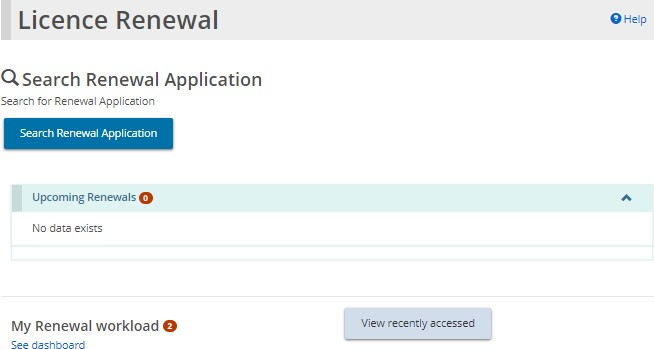 Licence Renewal
Help
Search Renewal Application
Search for Renewal Application
Search Renewal Application
Upcoming Renewals 0
No data exists
My Renewal workload 2
View recently accessed
See dashboard